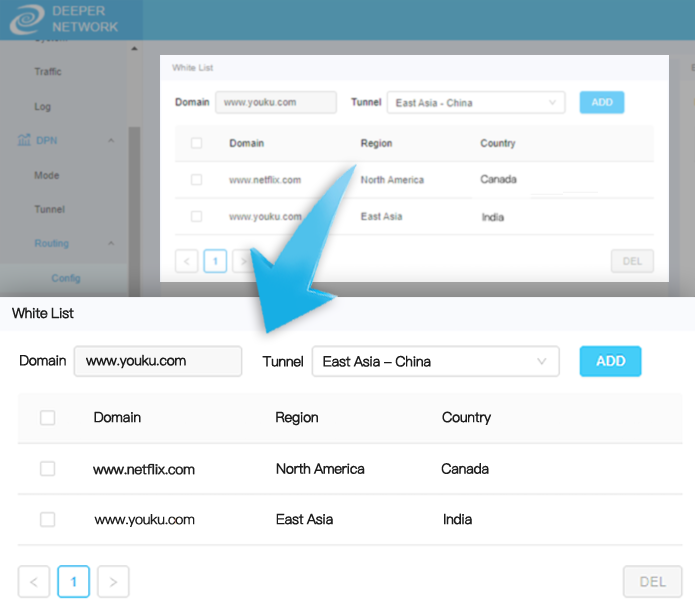 DEEPER
NETWORK
System
Traffic
Log
DPN
Mode
Tunnel
Routing
Config
White List
Domain www.youku.com Tunnel East Asia - China ADD
Domain Region Country
www.netflix.com North America Canada
www.youku.com East Asia India
< 1 > DEL
White List
Domain www.youku.com Tunnel East Asia – China ADD
Domain Region Country
www.netflix.com North America Canada
www.youku.com East Asia India
< 1 > DEL